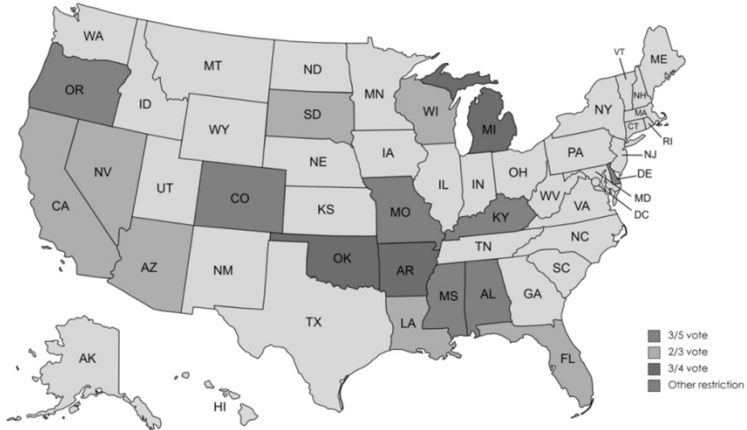 WA
MT
ND
MN
VT
ME
OR
ID
SD
WI
MI
NY
NH
MA
CT
RI
WY
NE
IA
PA
NJ
NV
UT
CO
KS
IL
IN
OH
DE
MD
DC
CA
MO
KY
WV
VA
AZ
NM
OK
AR
TN
NC
SC
TX
LA
MS
AL
GA
FL
AK
HI
3/5 vote
2/3 vote
3/4 vote
Other restriction